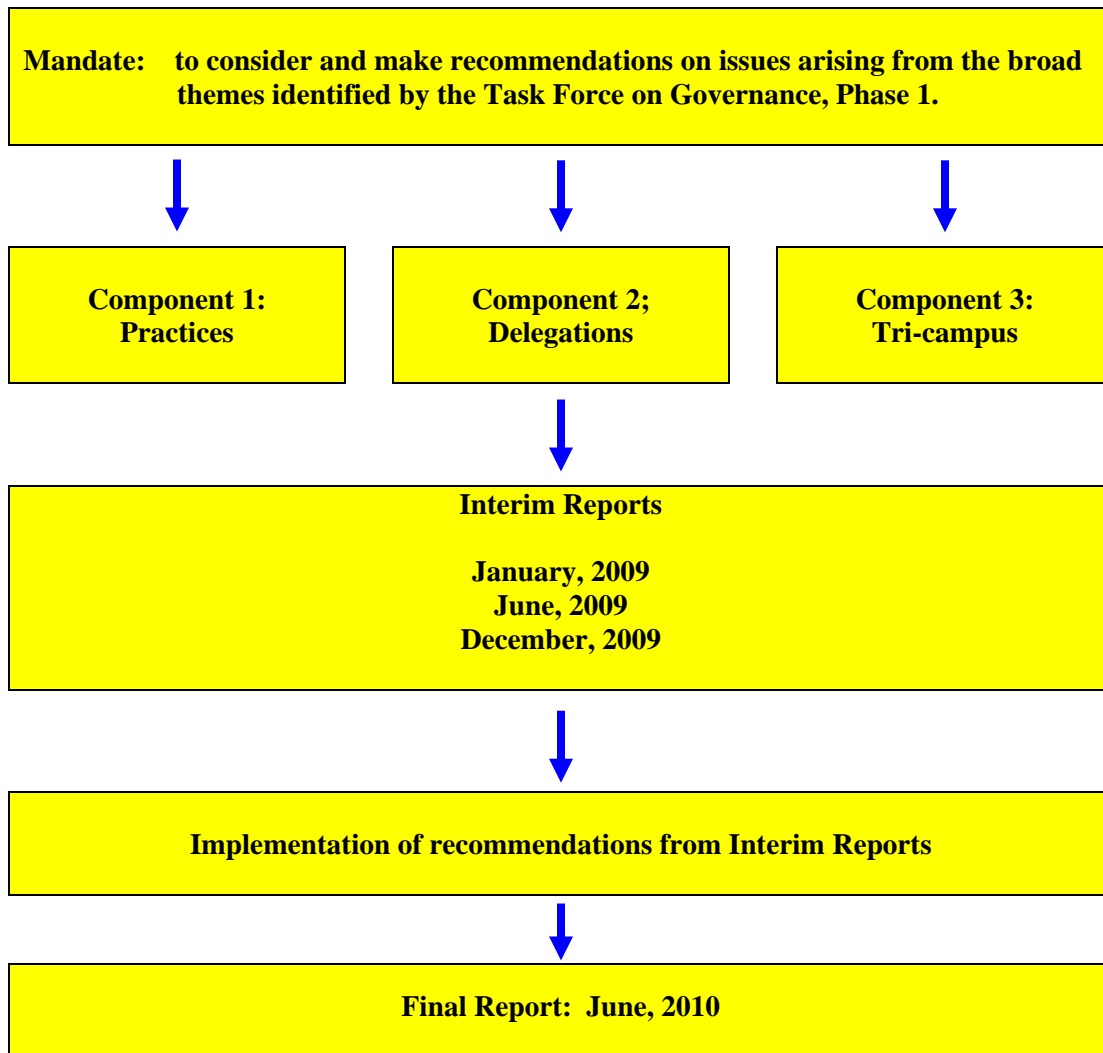 Mandate: to consider and make recommendations on issues arising from the broad
themes identified by the Task Force on Governance, Phase 1.
Component 1:
Practices
Component 2;
Delegations
Component 3:
Tri-campus
Interim Reports
January, 2009
June, 2009
December, 2009
Implementation of recommendations from Interim Reports
Final Report: June, 2010